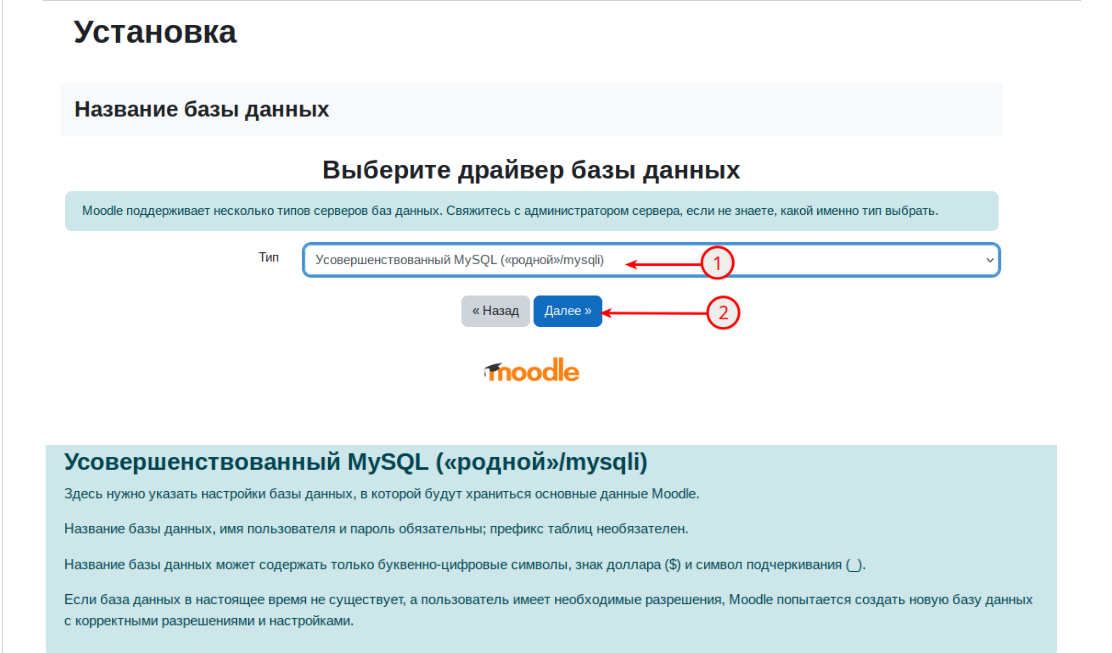 Установка
Название базы данных
Выберите драйвер базы данных
Moodle поддерживает несколько типов серверов баз данных. Свяжитесь с администратором сервера, если не знаете, какой именно тип выбрать.
Тип
Усовершенствованный MySQL («родной»/mysqli)
1
« Назад
Далее »
2
moodle
Усовершенствованный MySQL («родной»/mysqli)
Здесь нужно указать настройки базы данных, в которой будут храниться основные данные Moodle.
Название базы данных, имя пользователя и пароль обязательны; префикс таблиц необязателен.
Название базы данных может содержать только буквенно-цифровые символы, знак доллара ($) и символ подчеркивания (_).
Если база данных в настоящее время не существует, а пользователь имеет необходимые разрешения, Moodle попытается создать новую базу данных
с корректными разрешениями и настройками.